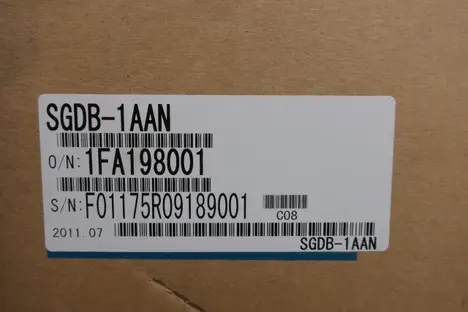 SGDB-1AAN
O/N: 1FA198001
S/N: F01175R09189001
C08
2011.07
SGDB-1AAN